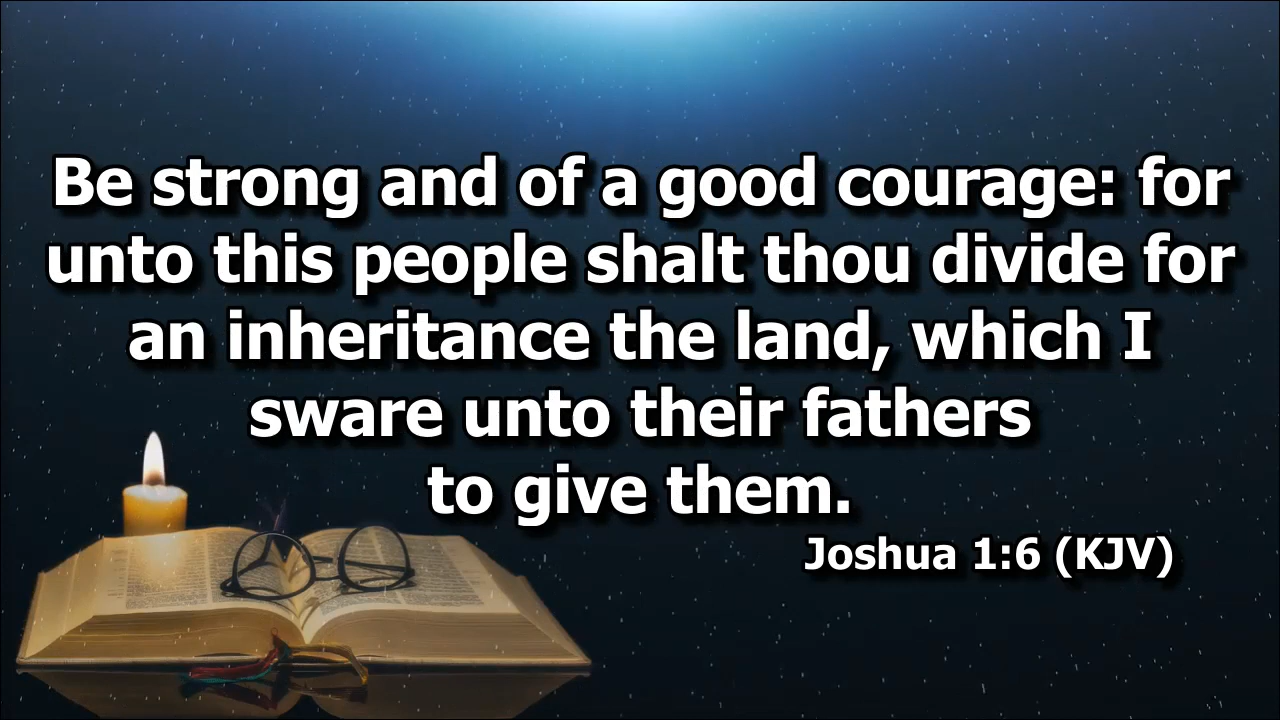 Be strong and of a good courage: for
unto this people shalt thou divide for
an inheritance the land, which I
sware unto their fathers
to give them.
Joshua 1:6 (KJV)